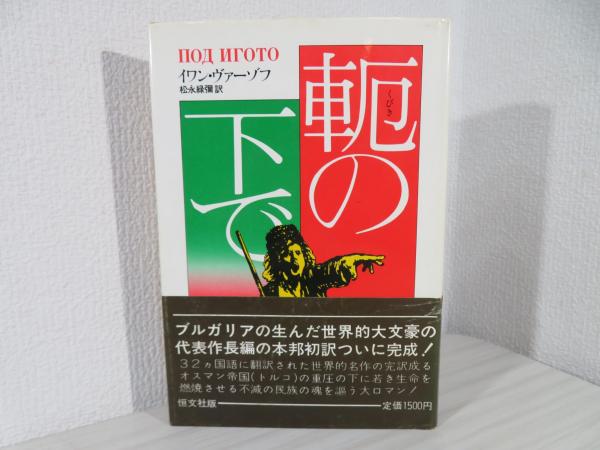 ПОД ИГОТО
イワン・ヴァーゾフ
松永緑彌 訳
軛の
くびき
下で
ブルガリアの生んだ世界的大文豪の
代表作長編の本邦初訳ついに完成！
32ヵ国語に翻訳された世界的名作の完訳成る
オスマン帝国(トルコ)の重圧の下に若き生命を
燃焼させる不滅の民族の魂を謳う大ロマン！
恒文社版
定価1500円